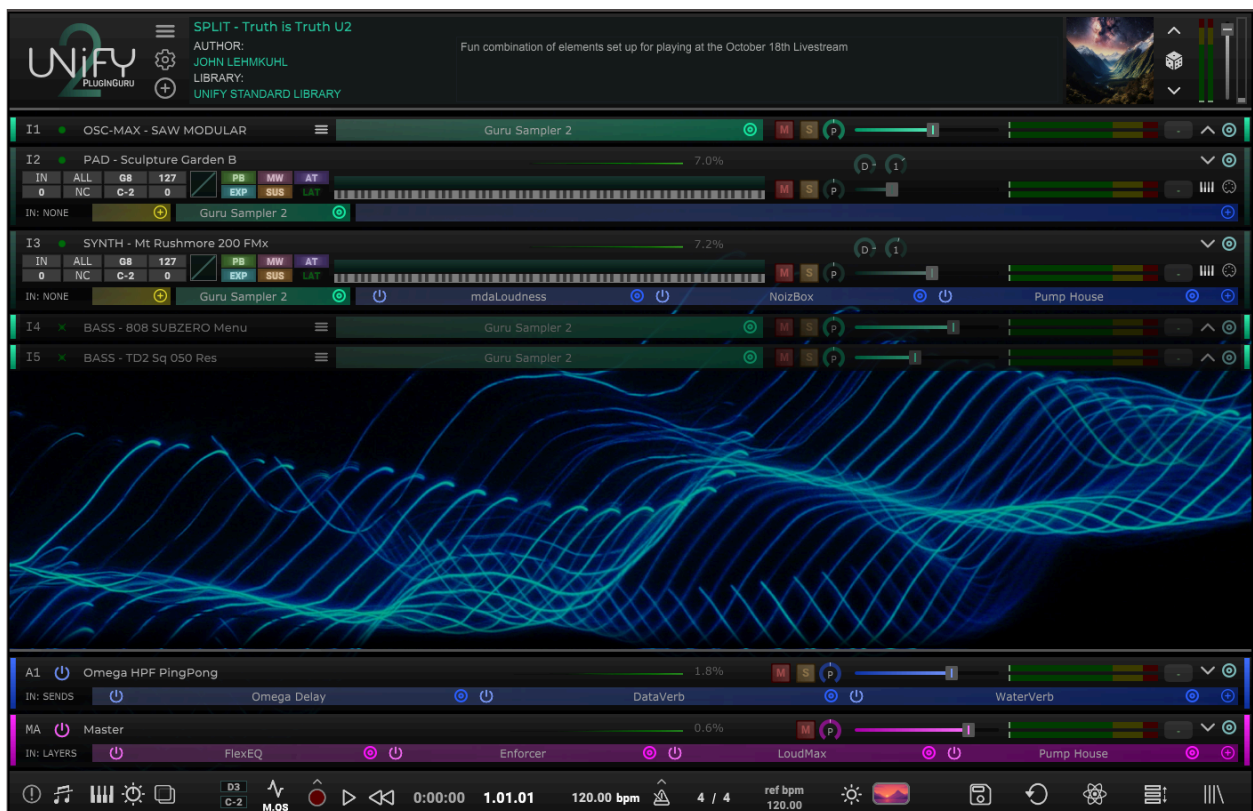 UNIFY
2
PLUGINGURU
SPLIT - Truth is Truth U2
AUTHOR:
JOHN LEHMKUHL
LIBRARY:
UNIFY STANDARD LIBRARY
Fun combination of elements set up for playing at the October 18th Livestream
I1 OSC-MAX - SAW MODULAR Guru Sampler 2 M S P -
I2 PAD - Sculpture Garden B 7.0% D 1
IN ALL G8 127 PB MW AT
0 NC C-2 0 EXP SUS LAT M S P -
IN: NONE Guru Sampler 2
I3 SYNTH - Mt Rushmore 200 FMx 7.2% D 1
IN ALL G8 127 PB MW AT
0 NC C-2 0 EXP SUS LAT M S P -
IN: NONE Guru Sampler 2 mdaLoudness NoizBox Pump House
I4 BASS - 808 SUBZERO Menu Guru Sampler 2 M S P -
I5 BASS - TD2 Sq 050 Res Guru Sampler 2 M S P -
A1 Omega HPF PingPong 1.8% M S P -
IN: SENDS Omega Delay DataVerb WaterVerb
MA Master 0.6% M P -
IN: LAYERS FlexEQ Enforcer LoudMax Pump House
D3
C-2
M.OS
0:00:00 1.01.01 120.00 bpm 4 / 4
ref bpm
120.00